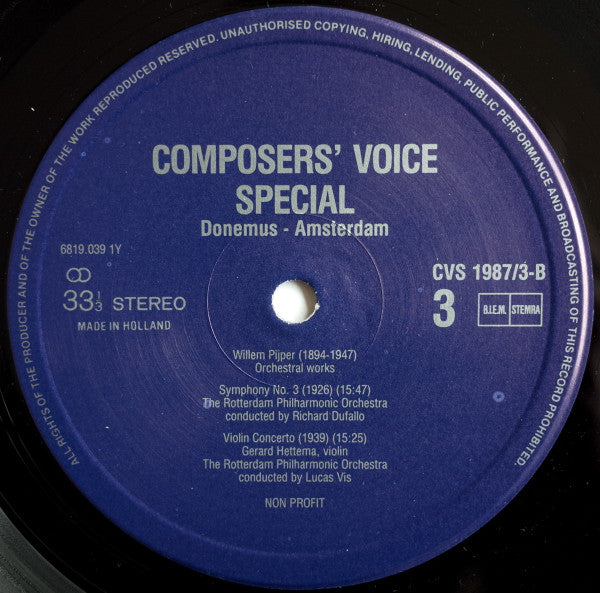 ALL RIGHTS OF THE PRODUCER AND OF THE OWNER OF THE WORK REPRODUCED RESERVED. UNAUTHORISED COPYING, HIRING, LENDING, PUBLIC PERFORMANCE AND BROADCASTING OF THIS RECORD PROHIBITED.
COMPOSERS' VOICE
SPECIAL
Donemus - Amsterdam
6819.039 1Y
33 1/3 STEREO
MADE IN HOLLAND
CVS 1987/3-B
3
B.I.E.M. STEMRA
Willem Pijper (1894-1947)
Orchestral works
Symphony No. 3 (1926) (15:47)
The Rotterdam Philharmonic Orchestra
conducted by Richard Dufallo
Violin Concerto (1939) (15:25)
Gerard Hettema, violin
The Rotterdam Philharmonic Orchestra
conducted by Lucas Vis
NON PROFIT